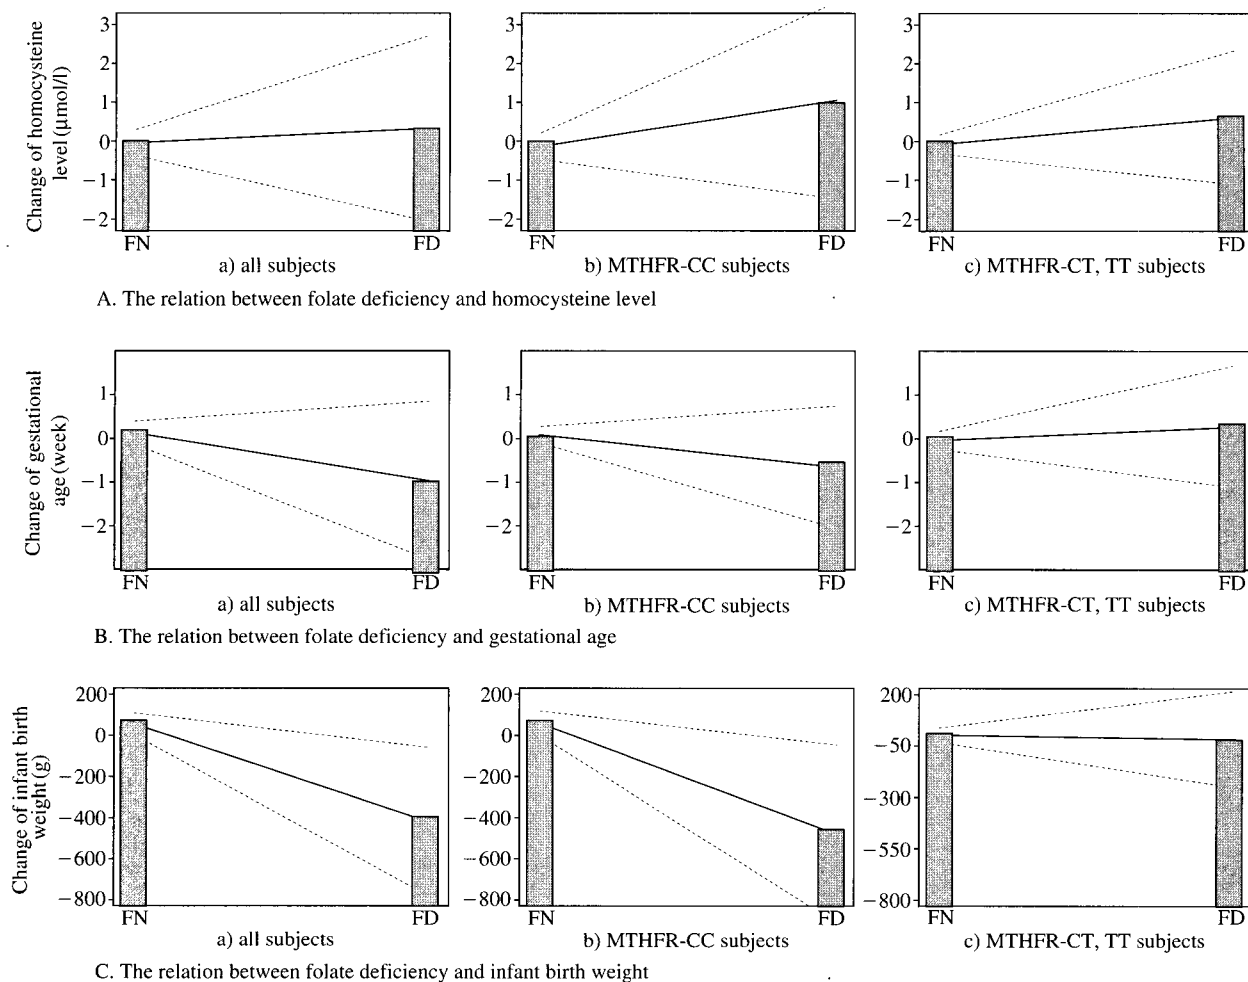 Change of homocysteine
level (μmol/l)
3
2
1
0
−1
−2
FN
FD
a) all subjects
3
2
1
0
−1
−2
FN
FD
b) MTHFR-CC subjects
3
2
1
0
−1
−2
FN
FD
c) MTHFR-CT, TT subjects
A. The relation between folate deficiency and homocysteine level
Change of gestational
age (week)
1
0
−1
−2
FN
FD
a) all subjects
1
0
−1
−2
FN
FD
b) MTHFR-CC subjects
1
0
−1
−2
FN
FD
c) MTHFR-CT, TT subjects
B. The relation between folate deficiency and gestational age
Change of infant birth
weight (g)
200
0
−200
−400
−600
−800
FN
FD
a) all subjects
200
0
−200
−400
−600
−800
FN
FD
b) MTHFR-CC subjects
200
−50
−300
−550
−800
FN
FD
c) MTHFR-CT, TT subjects
C. The relation between folate deficiency and infant birth weight